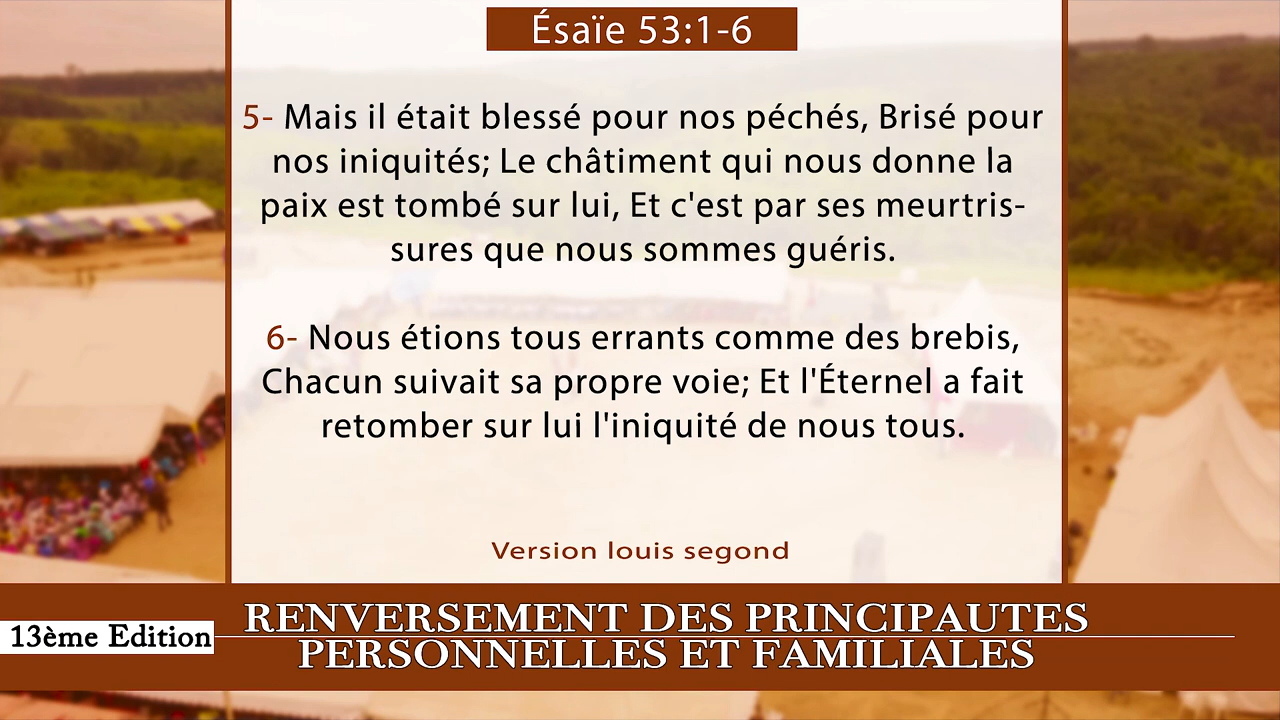 Ésaïe 53:1-6
5- Mais il était blessé pour nos péchés, Brisé pour
nos iniquités; Le châtiment qui nous donne la
paix est tombé sur lui, Et c'est par ses meurtris-
sures que nous sommes guéris.
6- Nous étions tous errants comme des brebis,
Chacun suivait sa propre voie; Et l'Éternel a fait
retomber sur lui l'iniquité de nous tous.
Version louis segond
13ème Edition
RENVERSEMENT DES PRINCIPAUTES
PERSONNELLES ET FAMILIALES